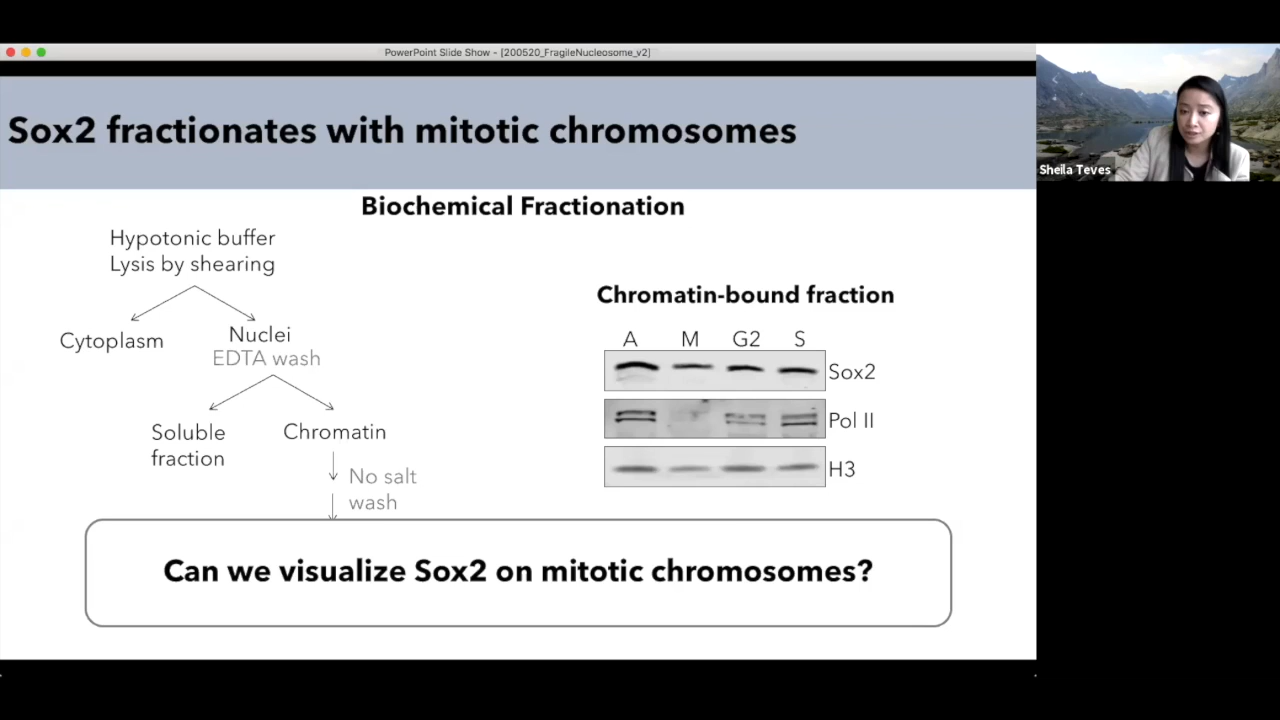 PowerPoint Slide Show - [200520_FragileNucleosome_v2]
Sox2 fractionates with mitotic chromosomes
Biochemical Fractionation
Hypotonic buffer
Lysis by shearing
Cytoplasm
Nuclei
EDTA wash
Soluble
fraction
Chromatin
No salt
wash
Chromatin-bound fraction
A M G2 S
Sox2
Pol II
H3
Can we visualize Sox2 on mitotic chromosomes?
Sheila Teves